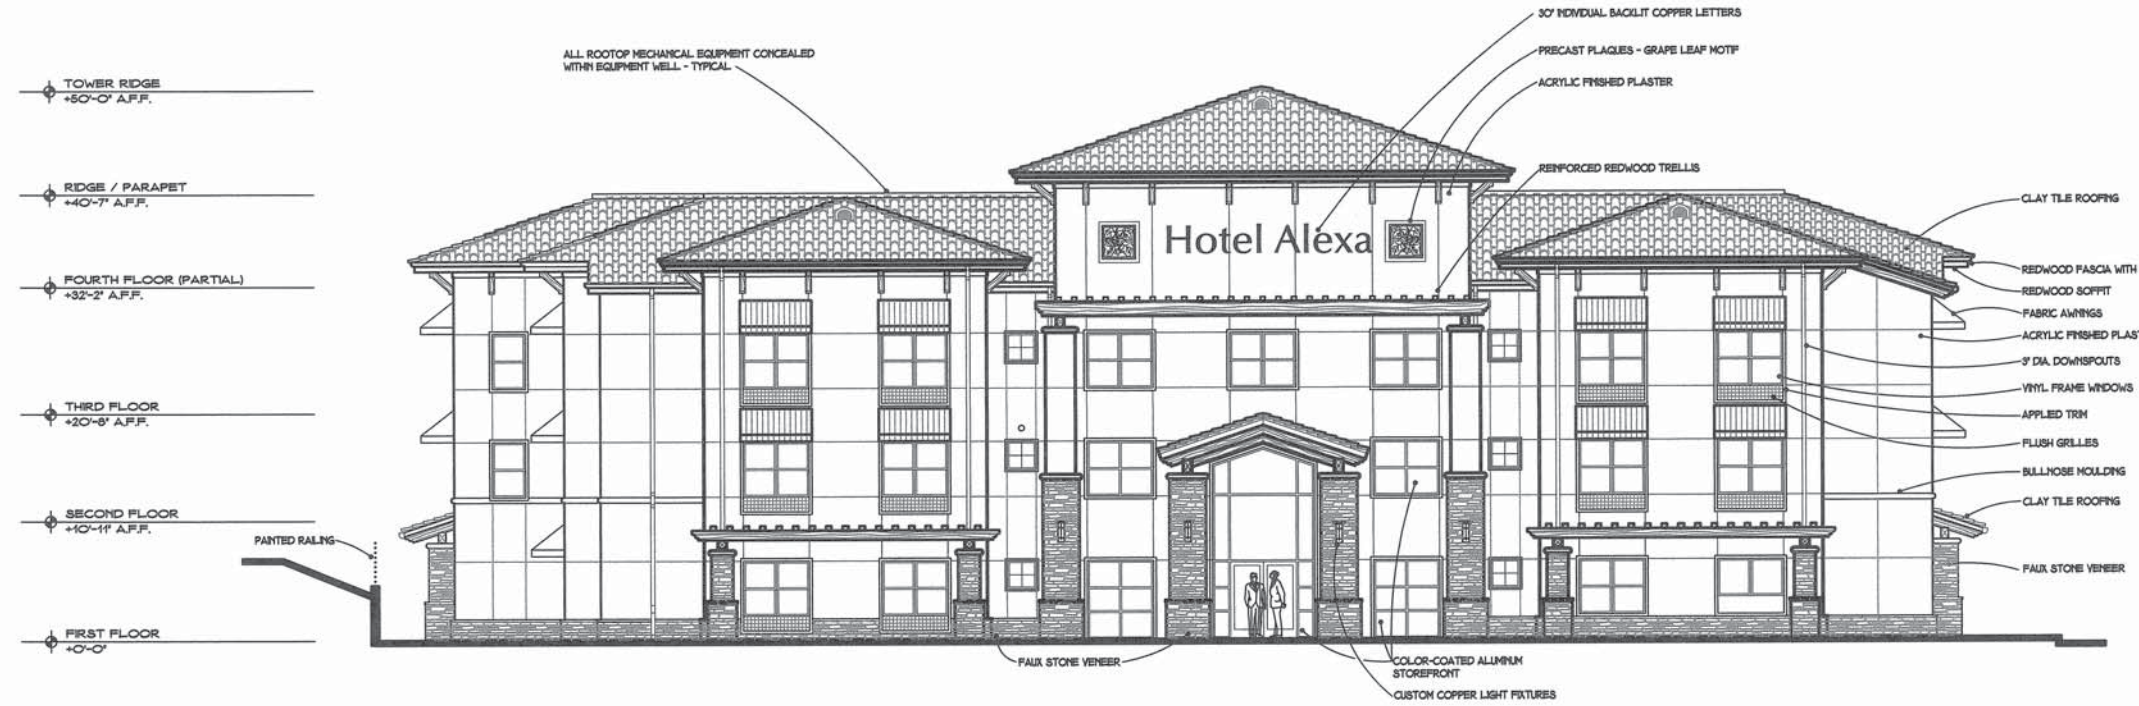 30" INDIVIDUAL BACKLIT COPPER LETTERS
PRECAST PLAQUES - GRAPE LEAF MOTIF
ACRYLIC FINISHED PLASTER
REINFORCED REDWOOD TRELLIS
ALL ROOTOP MECHANICAL EQUIPMENT CONCEALED
WITHIN EQUIPMENT WELL - TYPICAL
TOWER RIDGE
+50'-0" A.F.F.
RIDGE / PARAPET
+40'-7" A.F.F.
FOURTH FLOOR (PARTIAL)
+32'-2" A.F.F.
THIRD FLOOR
+20'-8" A.F.F.
SECOND FLOOR
+10'-11" A.F.F.
FIRST FLOOR
+0'-0"
PAINTED RAILING
Hotel Alexa
CLAY TILE ROOFING
REDWOOD FASCIA WITH
REDWOOD SOFFIT
FABRIC AWNINGS
ACRYLIC FINISHED PLAST
3" DIA. DOWNSPOUTS
VINYL FRAME WINDOWS
APPLIED TRIM
FLUSH GRILLES
BULLNOSE MOULDING
CLAY TILE ROOFING
FAUX STONE VENEER
FAUX STONE VENEER
COLOR-COATED ALUMINUM
STOREFRONT
CUSTOM COPPER LIGHT FIXTURES